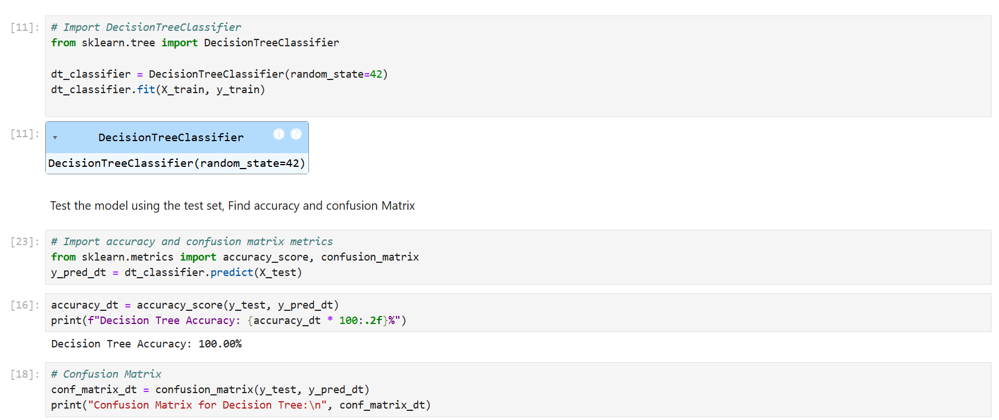 [11]:
# Import DecisionTreeClassifier
from sklearn.tree import DecisionTreeClassifier
dt_classifier = DecisionTreeClassifier(random_state=42)
dt_classifier.fit(X_train, y_train)
[11]:
DecisionTreeClassifier
i ?
DecisionTreeClassifier(random_state=42)
Test the model using the test set, Find accuracy and confusion Matrix
[23]:
# Import accuracy and confusion matrix metrics
from sklearn.metrics import accuracy_score, confusion_matrix
y_pred_dt = dt_classifier.predict(X_test)
[16]:
accuracy_dt = accuracy_score(y_test, y_pred_dt)
print(f"Decision Tree Accuracy: {accuracy_dt * 100:.2f}%")
Decision Tree Accuracy: 100.00%
[18]:
# Confusion Matrix
conf_matrix_dt = confusion_matrix(y_test, y_pred_dt)
print("Confusion Matrix for Decision Tree:\n", conf_matrix_dt)